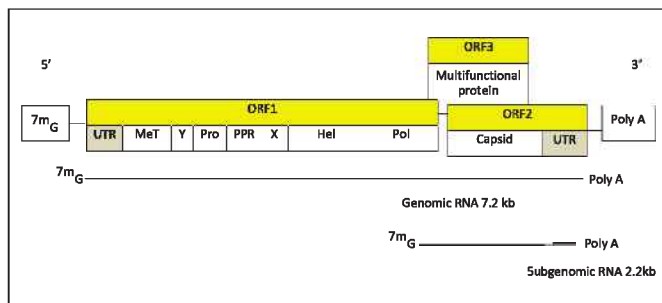 ORF3
5’ 3’
Multifunctional
protein
ORF1
ORF2
7mG Poly A
UTR MeT Y Pro PPR X Hel Pol
Capsid UTR
7mG Poly A
Genomic RNA 7.2 kb
7mG Poly A
Subgenomic RNA 2.2kb